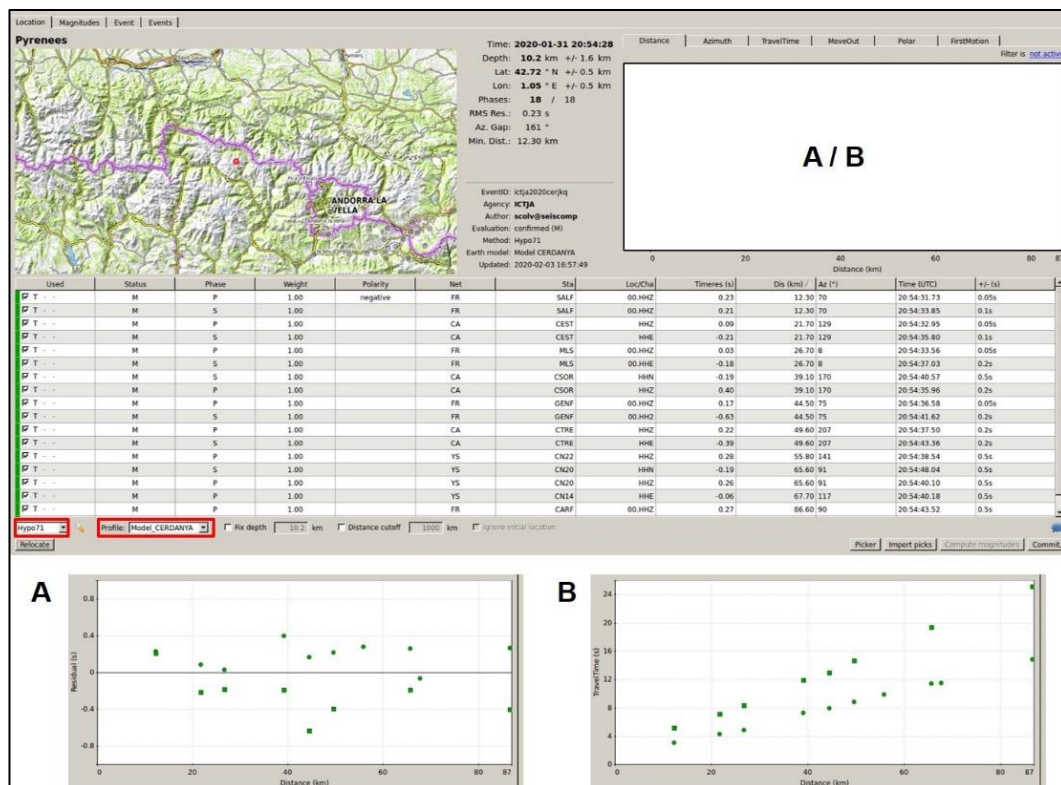 Location Magnitudes Event Events
Pyrenees
ANDORRA LA VELLA
Time: 2020-01-31 20:54:28
Depth: 10.2 km +/- 1.6 km
Lat: 42.72 ° N +/- 0.5 km
Lon: 1.05 ° E +/- 0.5 km
Phases: 18 / 18
RMS Res.: 0.23 s
Az. Gap: 161 °
Min. Dist.: 12.30 km
EventID: ictja2020cerjkq
Agency: ICTJA
Author: scolv@seiscomp
Evaluation: confirmed (M)
Method: Hypo71
Earth model: Model CERDANYA
Updated: 2020-02-03 16:57:49
Distance Azimuth TravelTime MoveOut Polar FirstMotion
Filter is not active
A / B
0 20 40 60 80 87
Distance (km)
Used Status Phase Weight Polarity Net Sta Loc/Cha Timeres (s) Dis (km) / Az (°) Time (UTC) +/- (s)
T - - M P 1.00 negative FR SALF 00.HHZ 0.23 12.30 70 20:54:31.73 0.05s
T - - M S 1.00 FR SALF 00.HHZ 0.21 12.30 70 20:54:33.85 0.1s
T - - M P 1.00 CA CEST HHZ 0.09 21.70 129 20:54:32.95 0.05s
T - - M S 1.00 CA CEST HHE -0.21 21.70 129 20:54:35.80 0.1s
T - - M P 1.00 FR MLS 00.HHZ 0.03 26.70 8 20:54:33.56 0.05s
T - - M S 1.00 FR MLS 00.HHE -0.18 26.70 8 20:54:37.03 0.2s
T - - M S 1.00 CA CSOR HHN -0.19 39.10 170 20:54:40.57 0.5s
T - - M P 1.00 CA CSOR HHZ 0.40 39.10 170 20:54:35.96 0.2s
T - - M P 1.00 FR GENF 00.HHZ 0.17 44.50 75 20:54:36.58 0.05s
T - - M S 1.00 FR GENF 00.HH2 -0.63 44.50 75 20:54:41.62 0.2s
T - - M P 1.00 CA CTRE HHZ 0.22 49.60 207 20:54:37.50 0.2s
T - - M S 1.00 CA CTRE HHE -0.39 49.60 207 20:54:43.36 0.2s
T - - M P 1.00 YS CN22 HHZ 0.28 55.80 141 20:54:38.54 0.5s
T - - M S 1.00 YS CN20 HHN -0.19 65.60 91 20:54:48.04 0.5s
T - - M P 1.00 YS CN20 HHZ 0.26 65.60 91 20:54:40.10 0.5s
T - - M P 1.00 YS CN14 HHE -0.06 67.70 117 20:54:40.18 0.5s
T - - M P 1.00 FR CARF 00.HHZ 0.27 86.60 90 20:54:43.52 0.5s
Hypo71 Profile: Model_CERDANYA Fix depth 10.2 km Distance cutoff 1000 km Ignore initial location
Relocate Picker Import picks Compute magnitudes Commit
A
0.8
0.4
0
-0.4
-0.8
Residual (s)
0 20 40 60 80 87
Distance (km)
B
24
20
16
12
8
4
0
TravelTime (s)
0 20 40 60 80 87
Distance (km)